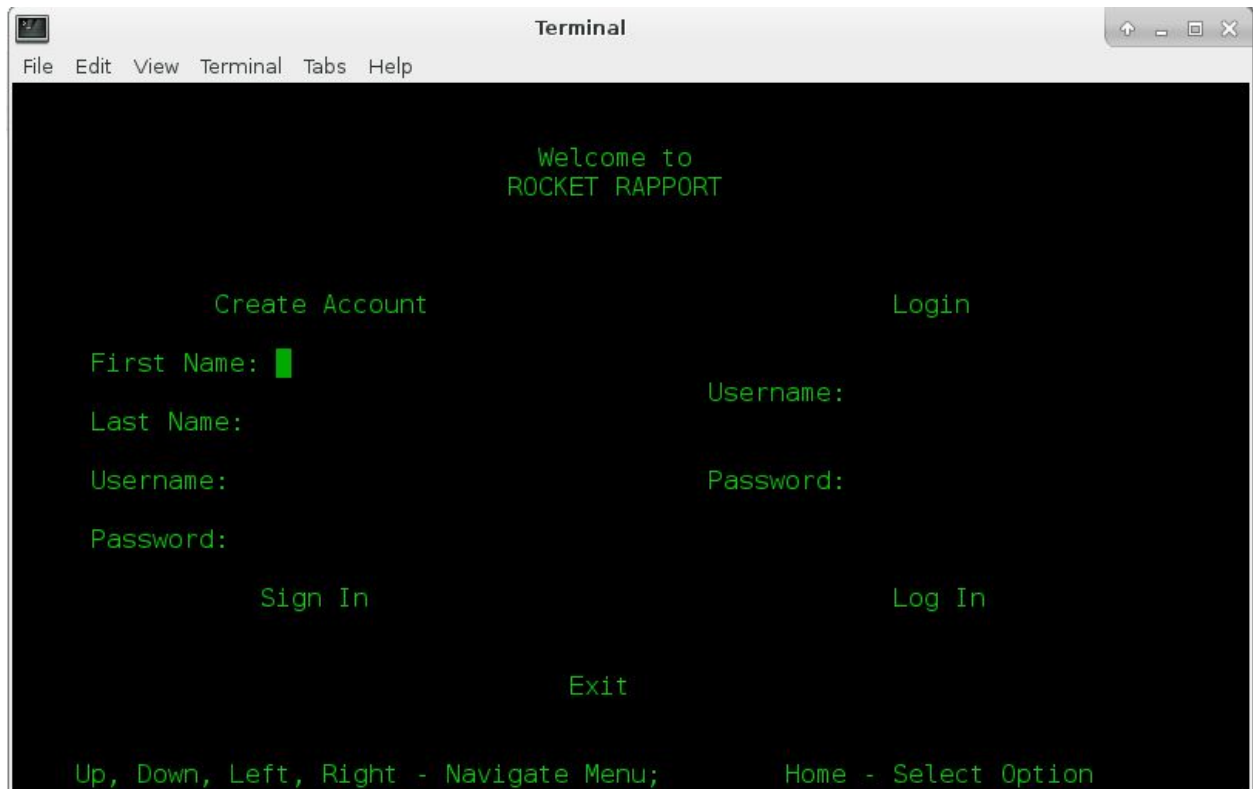 Terminal
File Edit View Terminal Tabs Help
Welcome to
ROCKET RAPPORT
Create Account
Login
First Name:
Username:
Last Name:
Username:
Password:
Password:
Sign In
Log In
Exit
Up, Down, Left, Right - Navigate Menu; Home - Select Option